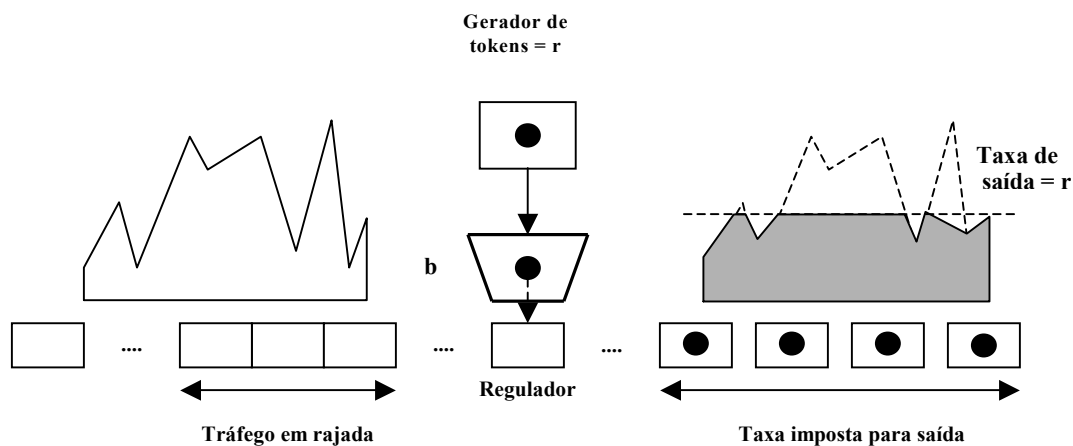 Gerador de
tokens = r
Taxa de
saída = r
b
....
....
....
Regulador
Tráfego em rajada
Taxa imposta para saída